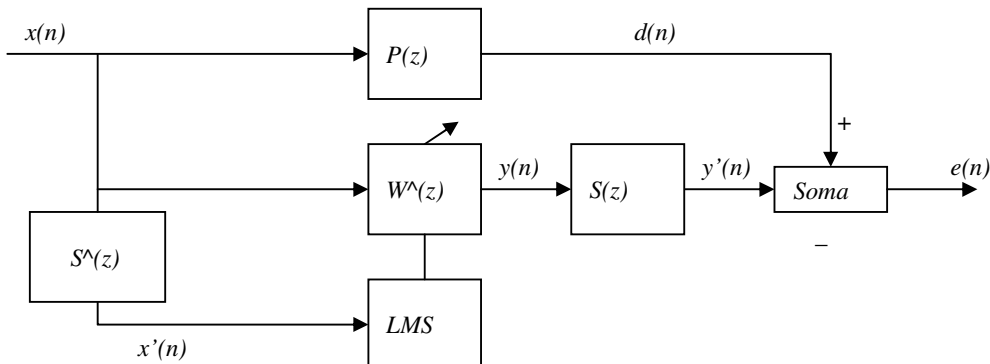 x(n)
P(z)
d(n)
+
W^(z)
y(n)
S(z)
y’(n)
Soma
e(n)
–
S^(z)
x’(n)
LMS